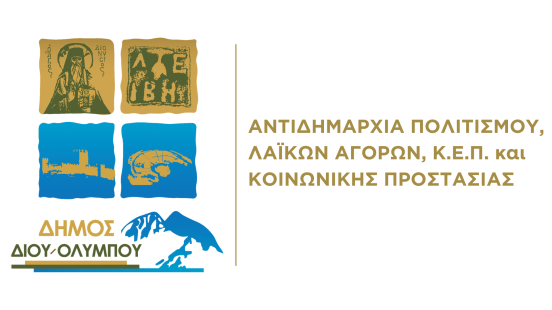 ΔΗΜΟΣ
ΔΙΟΥ-ΟΛΥΜΠΟΥ
ΑΝΤΙΔΗΜΑΡΧΙΑ ΠΟΛΙΤΙΣΜΟΥ,
ΛΑΪΚΩΝ ΑΓΟΡΩΝ, Κ.Ε.Π. και
ΚΟΙΝΩΝΙΚΗΣ ΠΡΟΣΤΑΣΙΑΣ